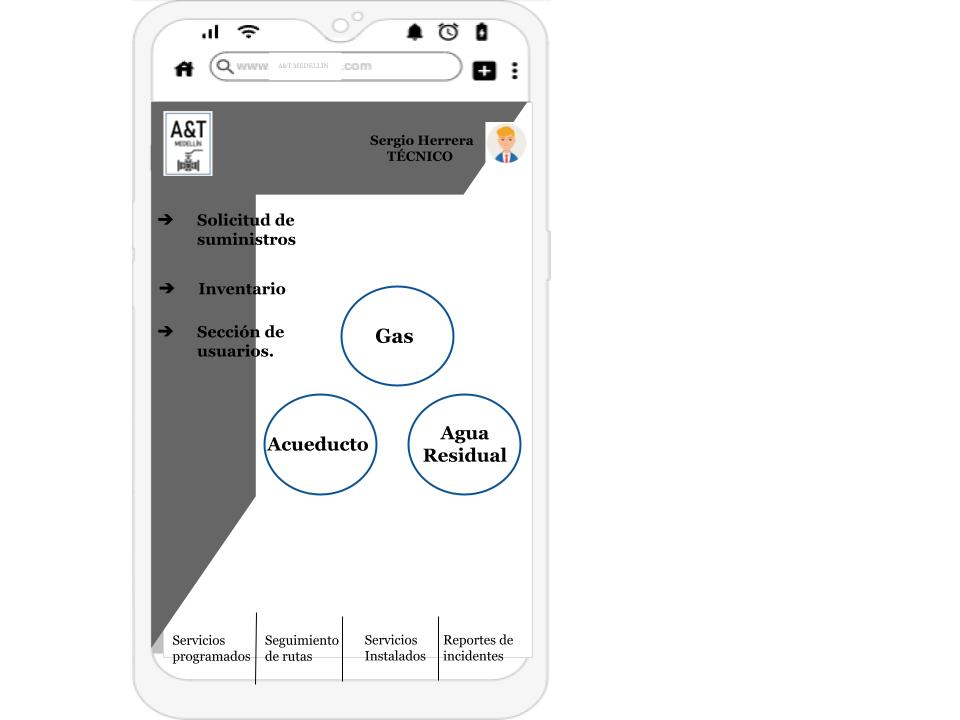 www. A&T MEDELLÍN .com
A&T
MEDELLÍN
Sergio Herrera
TÉCNICO
➔ Solicitud de
suministros
➔ Inventario
➔ Sección de
usuarios.
Gas
Acueducto
Agua
Residual
Servicios
programados
Seguimiento
de rutas
Servicios
Instalados
Reportes de
incidentes